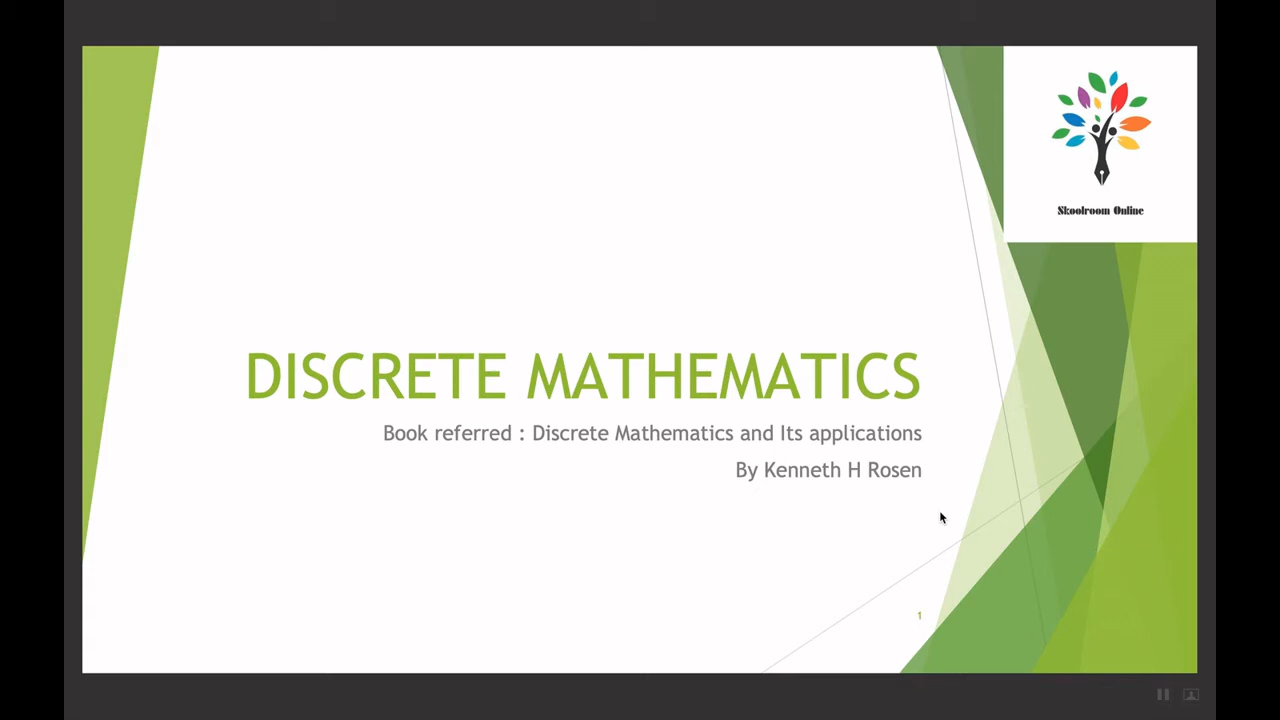 Skoolroom Online
DISCRETE MATHEMATICS
Book referred : Discrete Mathematics and Its applications
By Kenneth H Rosen
1